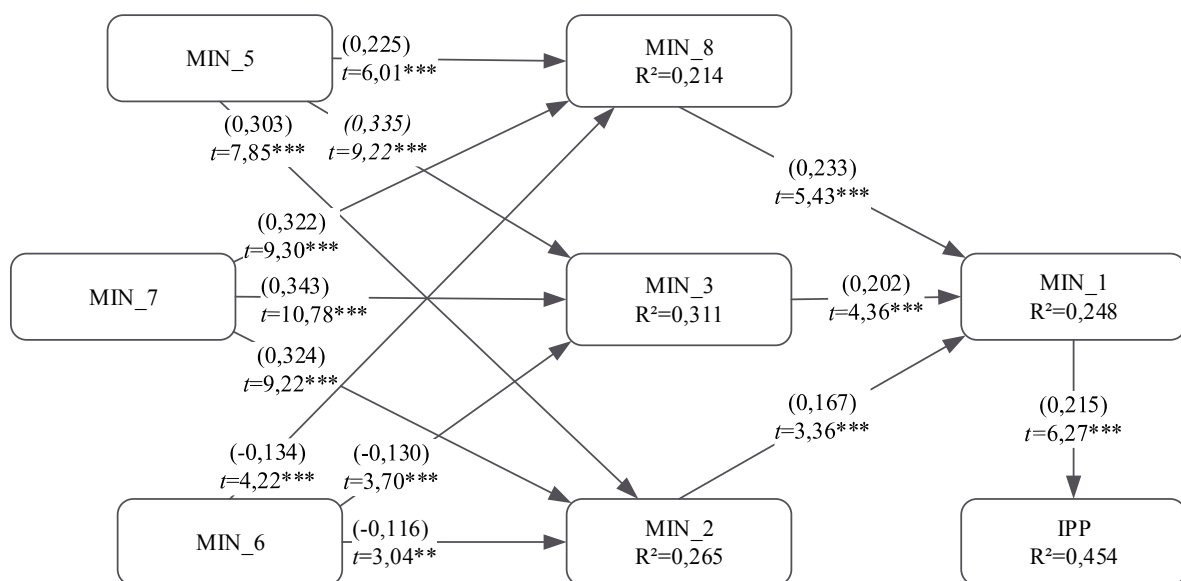 MIN_5
(0,225)
t=6,01***
MIN_8
R²=0,214
(0,303)
t=7,85***
(0,335)
t=9,22***
(0,233)
t=5,43***
(0,322)
t=9,30***
MIN_7
(0,343)
t=10,78***
MIN_3
R²=0,311
(0,202)
t=4,36***
MIN_1
R²=0,248
(0,324)
t=9,22***
(0,167)
t=3,36***
(0,215)
t=6,27***
(-0,134)
t=4,22***
(-0,130)
t=3,70***
MIN_6
(-0,116)
t=3,04**
MIN_2
R²=0,265
IPP
R²=0,454